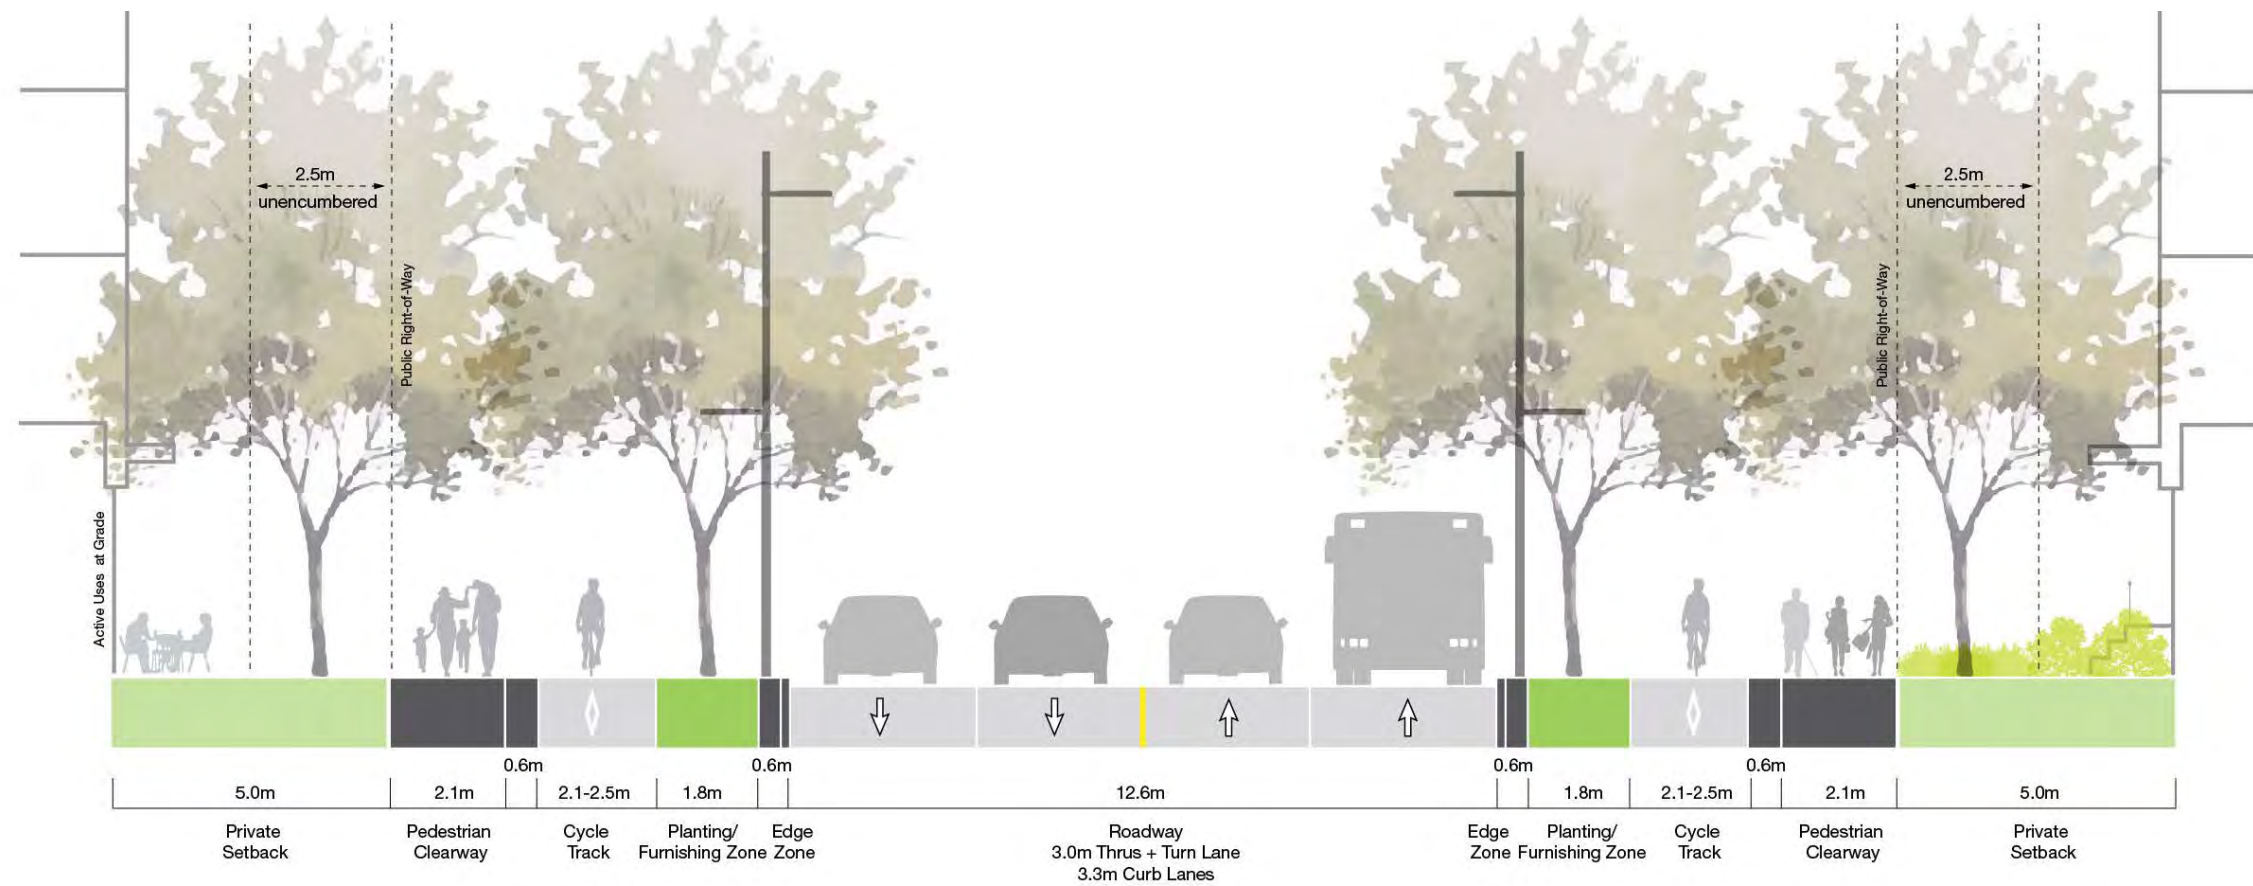 2.5m
unencumbered
2.5m
unencumbered
Public Right-of-Way
Public Right-of-Way
Active Uses at Grade
0.6m
0.6m
0.6m
0.6m
5.0m
2.1m
2.1-2.5m
1.8m
12.6m
1.8m
2.1-2.5m
2.1m
5.0m
Private
Setback
Pedestrian
Clearway
Cycle
Track
Planting/
Furnishing Zone
Edge
Zone
Roadway
3.0m Thrus + Turn Lane
3.3m Curb Lanes
Edge
Zone
Planting/
Furnishing Zone
Cycle
Track
Pedestrian
Clearway
Private
Setback